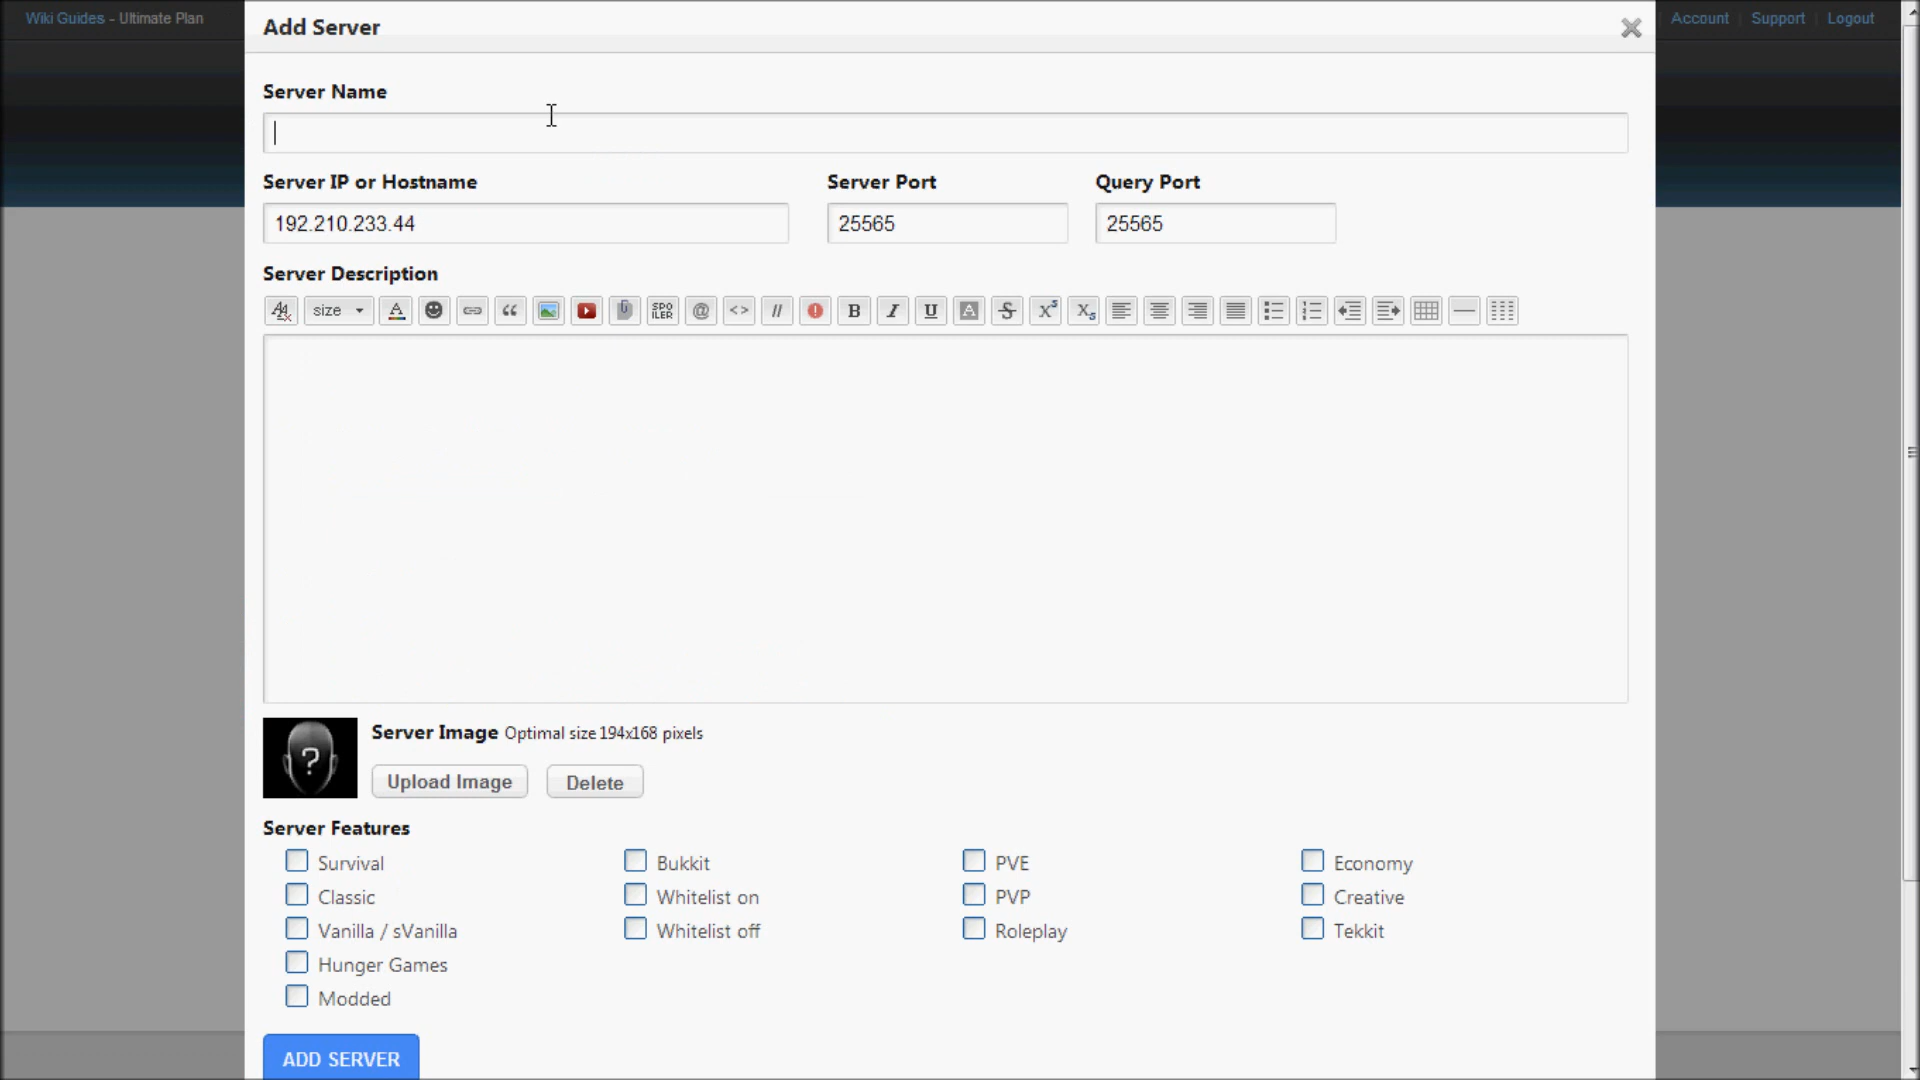 Wiki Guides - Ultimate Plan
Add Server
Account Support Logout
Server Name
Server IP or Hostname Server Port Query Port
192.210.233.44 25565 25565
Server Description
size SPOILER @ <> // B I U A S X^s X_s
?
Server Image Optimal size 194x168 pixels
Upload Image Delete
Server Features
Survival Bukkit PVE Economy
Classic Whitelist on PVP Creative
Vanilla / sVanilla Whitelist off Roleplay Tekkit
Hunger Games
Modded
ADD SERVER